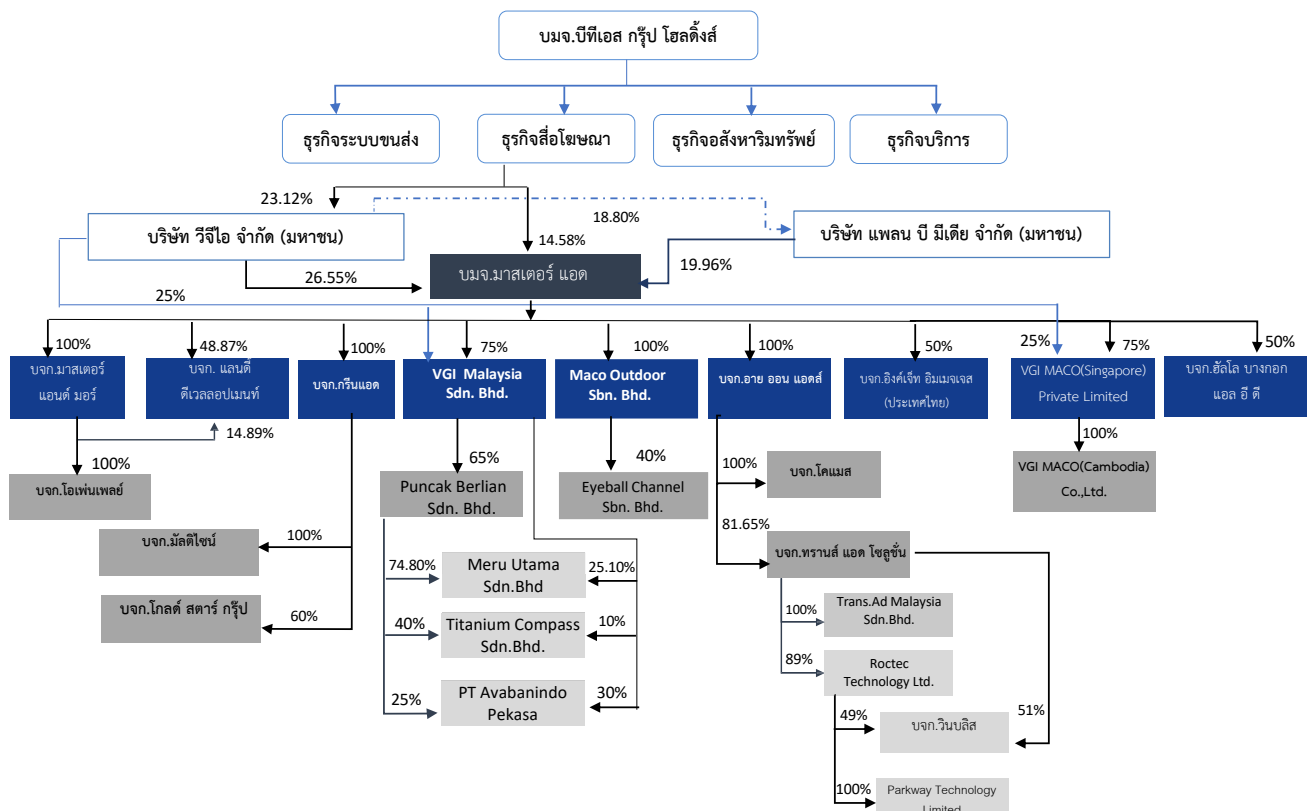 บมจ.บีทีเอส กรุ๊ป โฮลดิ้งส์
ธุรกิจระบบขนส่ง
ธุรกิจสื่อโฆษณา
ธุรกิจอสังหาริมทรัพย์
ธุรกิจบริการ
23.12%
18.80%
บริษัท วีจีไอ จำกัด (มหาชน)
14.58%
บริษัท แพลน บี มีเดีย จำกัด (มหาชน)
26.55%
บมจ.มาสเตอร์ แอด
19.96%
25%
100%
48.87%
100%
75%
100%
100%
50%
25%
75%
50%
บจก.มาสเตอร์
แอนด์ มอร์
บจก. แลนดี้
ดีเวลลอปเมนท์
บจก.กรีนแอด
VGI Malaysia
Sdn. Bhd.
Maco Outdoor
Sbn. Bhd.
บจก.อาย ออน แอดส์
บจก.อิงค์เจ็ท อิมเมจเจส
(ประเทศไทย)
VGI MACO(Singapore)
Private Limited
บจก.ฮัลโล บางกอก
แอล อี ดี
14.89%
100%
65%
40%
100%
100%
บจก.โอเพ่นเพลย์
Puncak Berlian
Sdn. Bhd.
Eyeball Channel
Sbn. Bhd.
บจก.โคแมส
VGI MACO(Cambodia)
Co.,Ltd.
บจก.มัลติไซน์
100%
81.65%
บจก.ทรานส์ แอด โซลูชั่น
74.80%
Meru Utama
Sdn.Bhd
25.10%
บจก.โกลด์ สตาร์ กรุ๊ป
60%
40%
Titanium Compass
Sdn.Bhd.
10%
100%
Trans.Ad Malaysia
Sdn.Bhd.
89%
Roctec
Technology Ltd.
25%
PT Avabanindo
Pekasa
30%
49%
บจก.วินบลิส
51%
100%
Parkway Technology
Limited